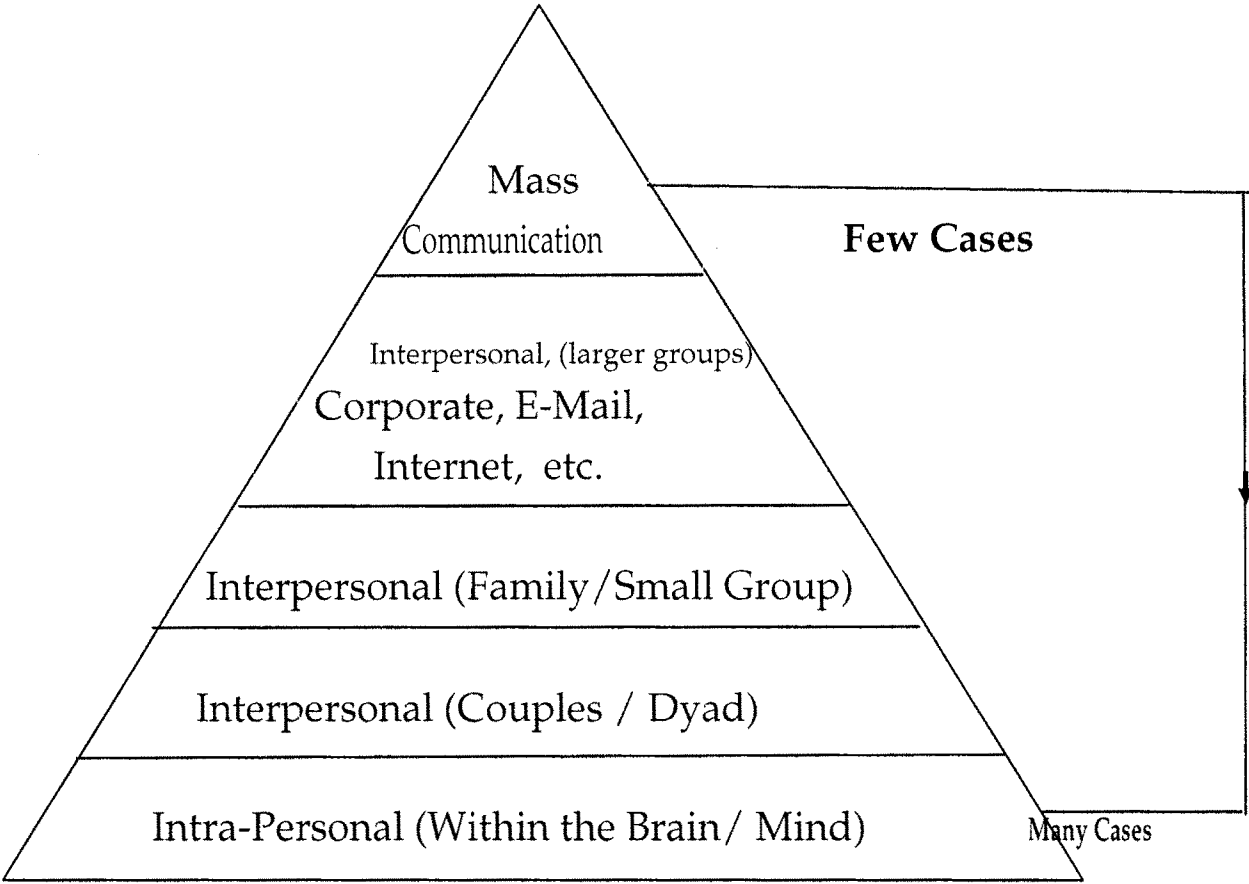 Mass
Communication
Few Cases
Interpersonal, (larger groups)
Corporate, E-Mail,
Internet, etc.
Interpersonal (Family/Small Group)
Interpersonal (Couples / Dyad)
Intra-Personal (Within the Brain/ Mind)
Many Cases